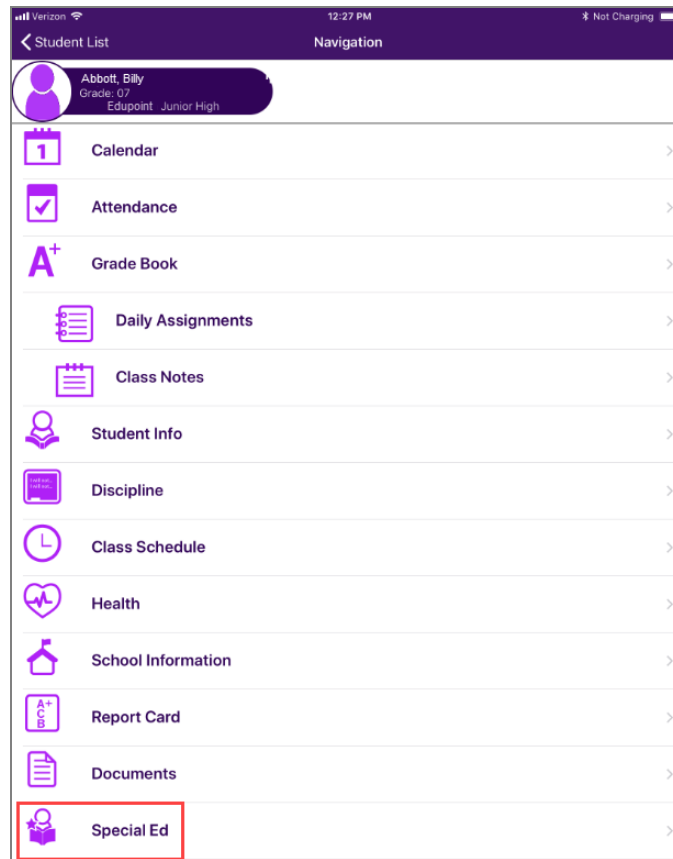 Verizon 12:27 PM Not Charging
Student List Navigation
Abbott, Billy
Grade: 07
Edupoint Junior High
1 Calendar
Attendance
A+ Grade Book
Daily Assignments
Class Notes
Student Info
Discipline
Class Schedule
Health
School Information
A+
C
B
Report Card
Documents
Special Ed